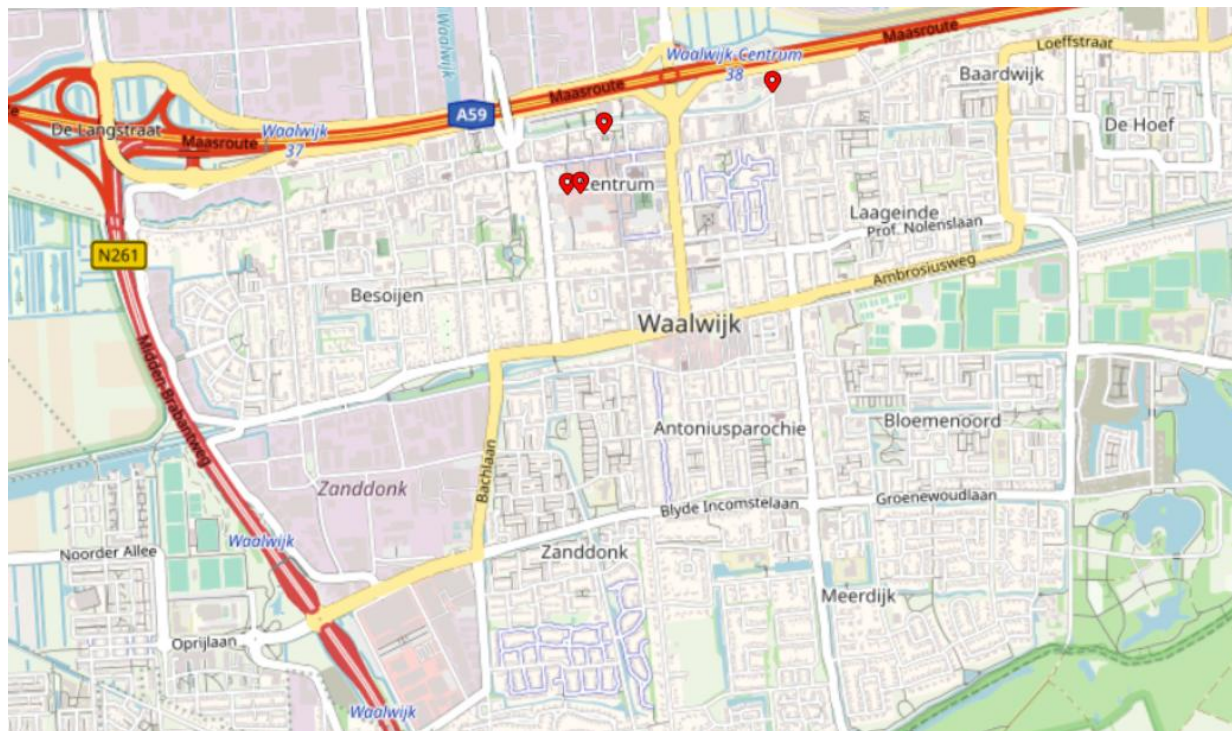 Waalwijk
Maasroute
Waalwijk Centrum
38
Loeffstraat
Baardwijk
Maasroute
A59
De Langstraat
Waalwijk
37
Maasroute
De Hoef
Centrum
Laageinde
Prof. Nolenslaan
N261
Ambrosiusweg
Besoijen
Waalwijk
Midden-Brabantweg
Antoniusparochie
Bloemenoord
Bachlaan
Zanddonk
Groenewoudlaan
Blyde Incomstelaan
Waalwijk
Noorder Allee
Zanddonk
Meerdijk
Oprijlaan
Waalwijk